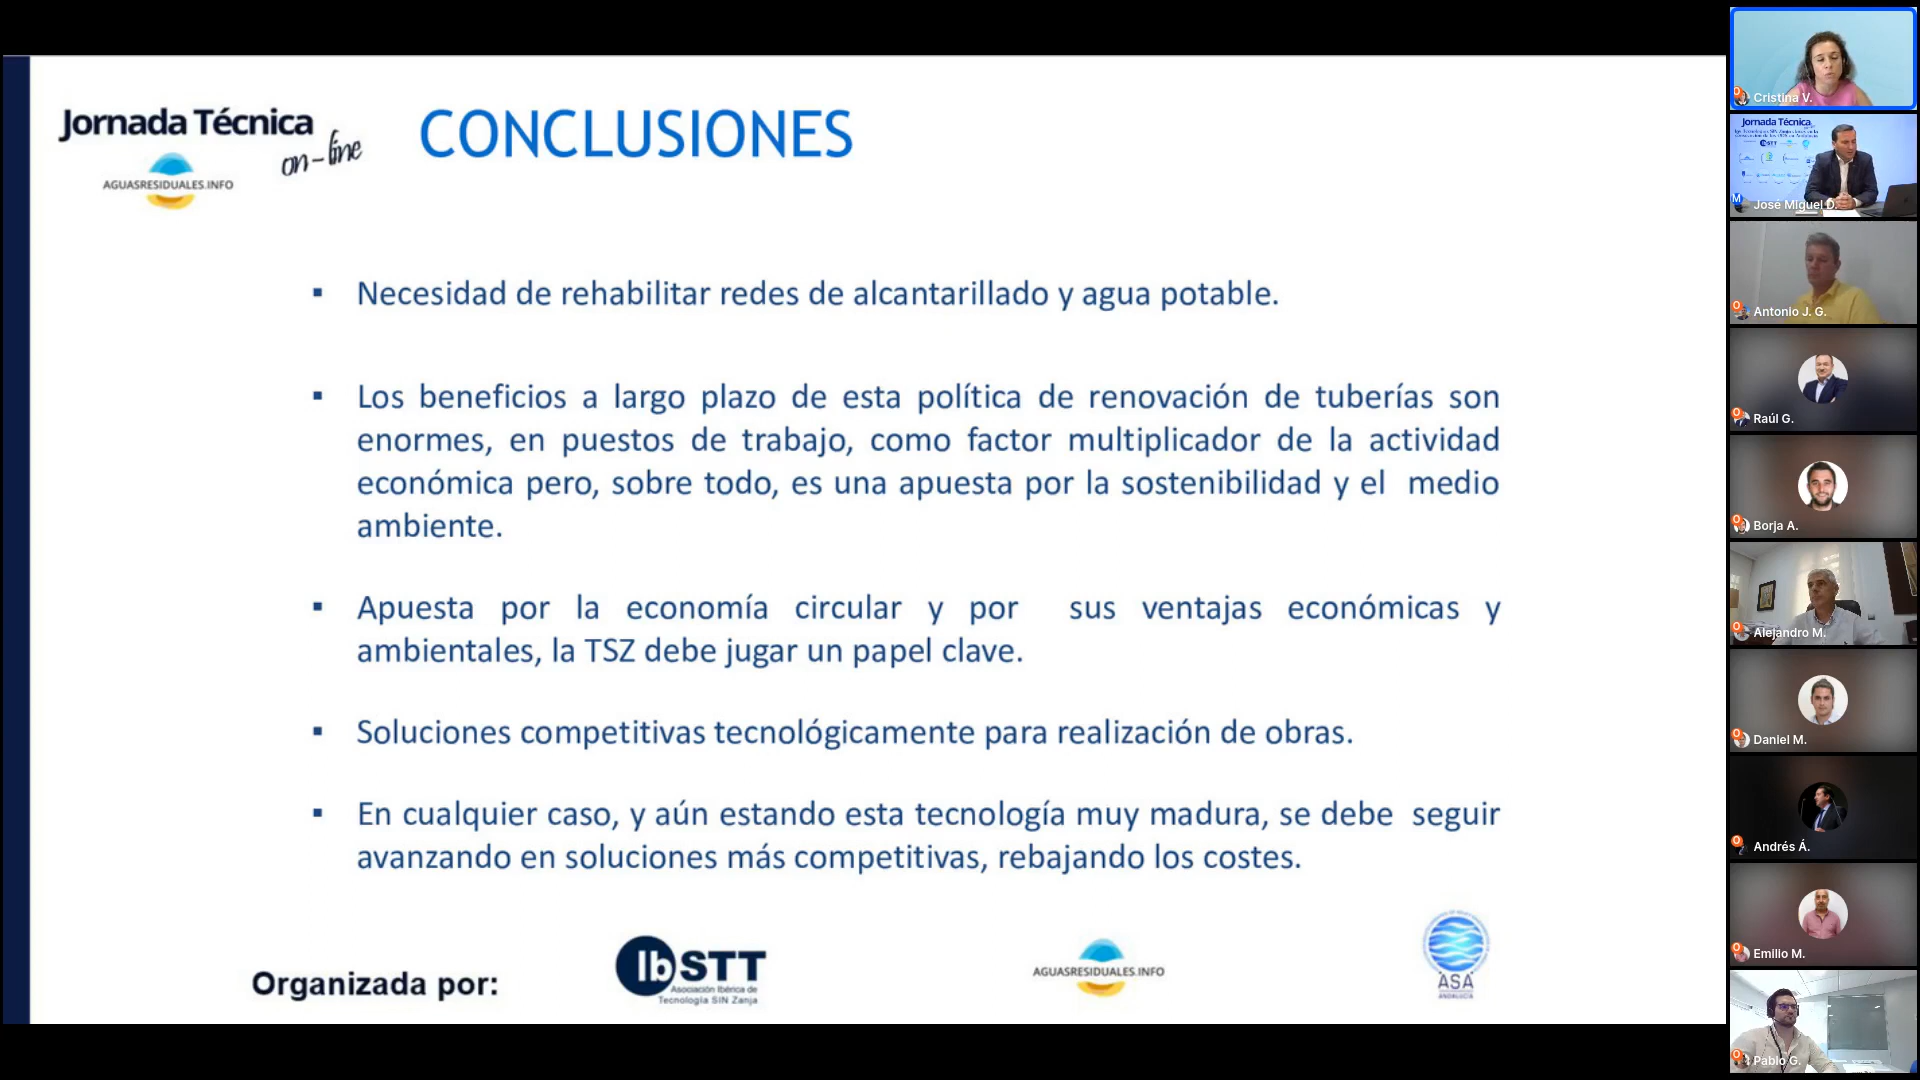 Jornada Técnica
on-line
AGUASRESIDUALES.INFO
CONCLUSIONES
▪ Necesidad de rehabilitar redes de alcantarillado y agua potable.
▪ Los beneficios a largo plazo de esta política de renovación de tuberías son
enormes, en puestos de trabajo, como factor multiplicador de la actividad
económica pero, sobre todo, es una apuesta por la sostenibilidad y el medio
ambiente.
▪ Apuesta por la economía circular y por sus ventajas económicas y
ambientales, la TSZ debe jugar un papel clave.
▪ Soluciones competitivas tecnológicamente para realización de obras.
▪ En cualquier caso, y aún estando esta tecnología muy madura, se debe seguir
avanzando en soluciones más competitivas, rebajando los costes.
Organizada por:
IbSTT
Asociación Ibérica de
Tecnología SIN Zanja
AGUASRESIDUALES.INFO
ASA
ANDALUCÍA
Cristina V.
Jornada Técnica
José Miguel D.
Antonio J. G.
Raúl G.
Borja A.
Alejandro M.
Daniel M.
Andrés Á.
Emilio M.
Pablo G.